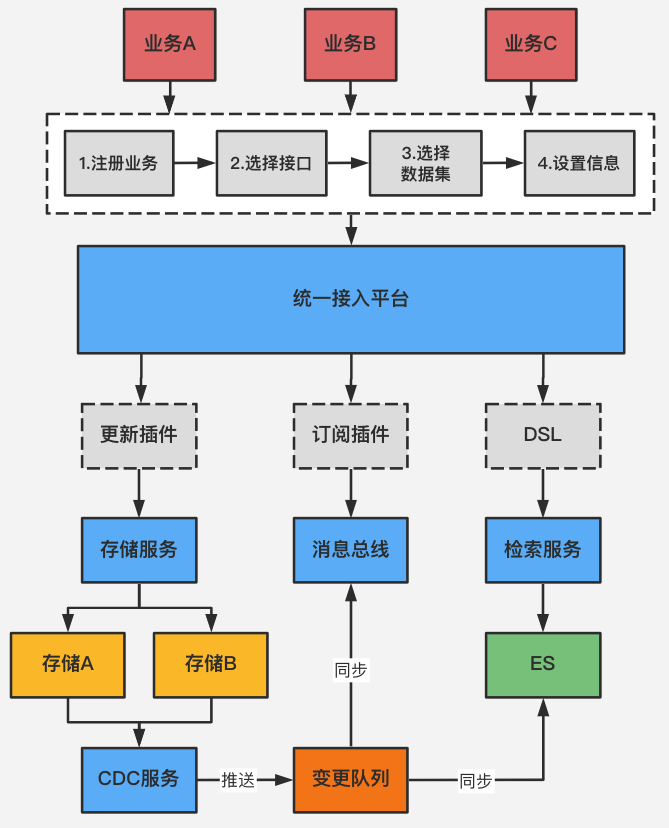 业务A
业务B
业务C
1.注册业务
2.选择接口
3.选择
数据集
4.设置信息
统一接入平台
更新插件
订阅插件
DSL
存储服务
消息总线
检索服务
存储A
存储B
同步
ES
CDC服务
推送
变更队列
同步